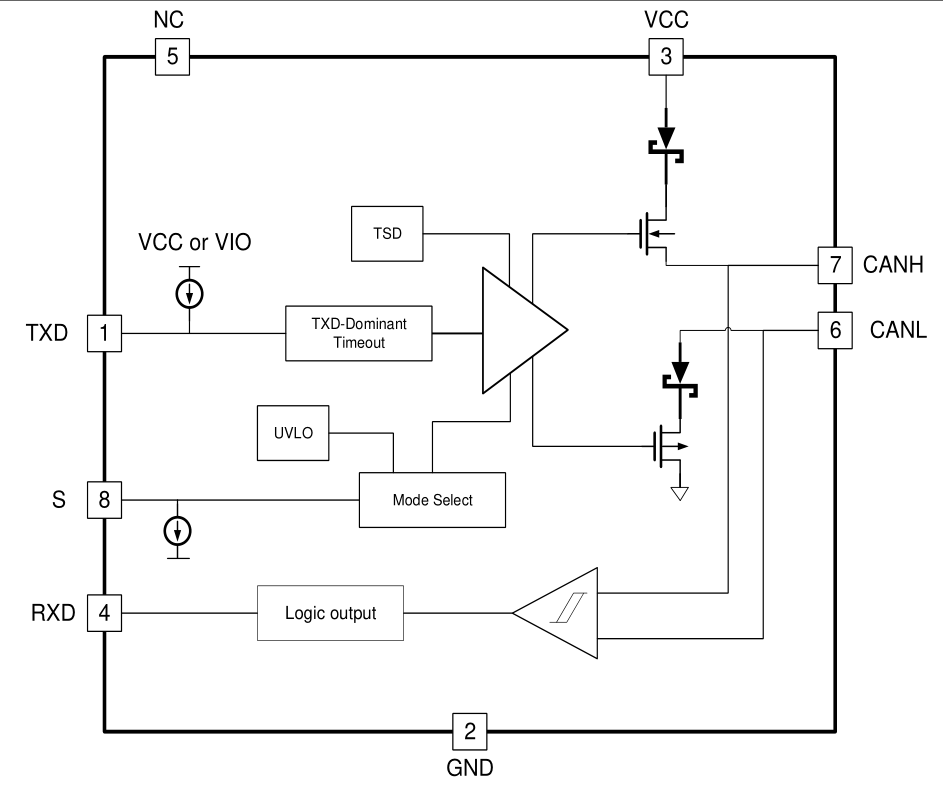 NC
VCC
5
3
TSD
VCC or VIO
7
CANH
TXD
1
TXD-Dominant
Timeout
6
CANL
UVLO
S
8
Mode Select
RXD
4
Logic output
2
GND